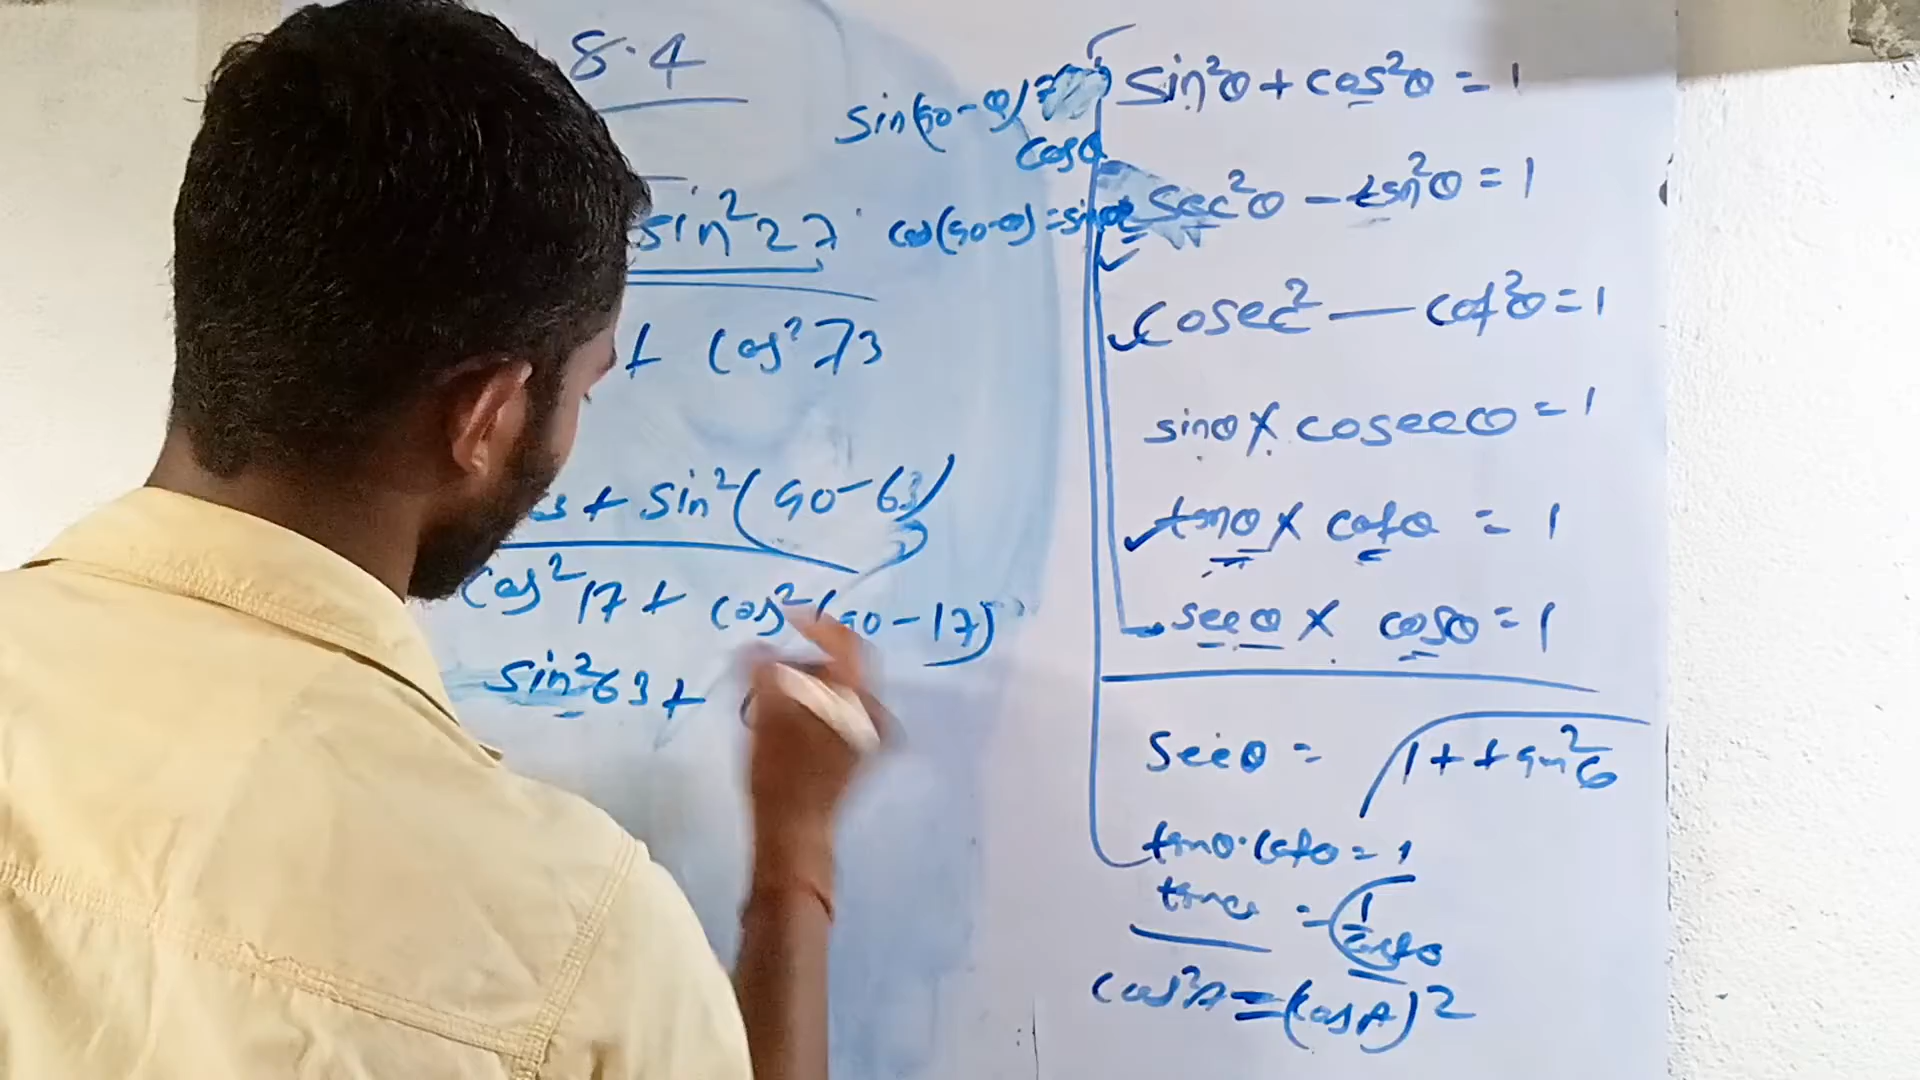 8.4
sin²27
+ cos²73
+ sin²(90-63)
cos²17 + cos²(90-17)
sin²63 +
sin(90-θ)
cosθ
cos(90-θ) = sinθ
sin²θ + cos²θ = 1
sec²θ - tan²θ = 1
cosec² — cot²θ = 1
sinθ X cosecθ = 1
tanθ X cotθ = 1
secθ X cosθ = 1
secθ = √1 + tan²θ
tanθ·cotθ = 1
tanθ = 1/cotθ
cos²A = (cosA)²